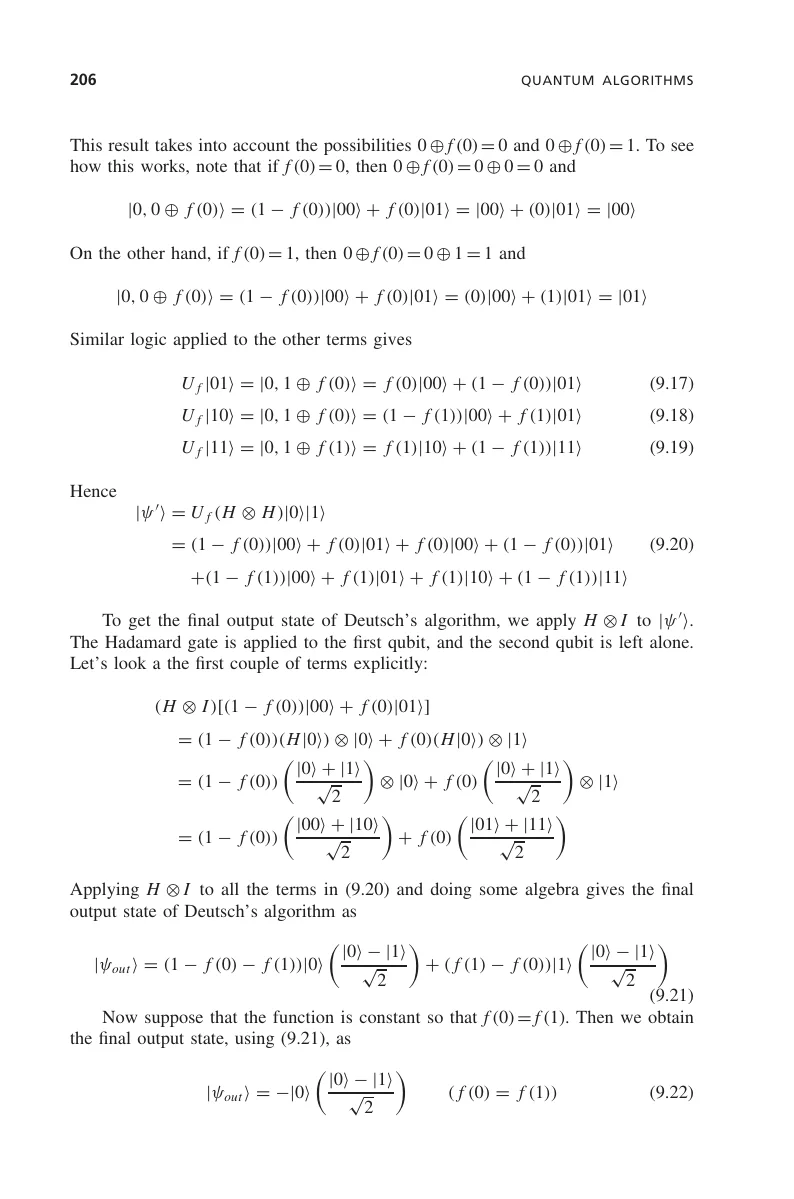 206 QUANTUM ALGORITHMS
This result takes into account the possibilities 0 ⊕ f (0) = 0 and 0 ⊕ f (0) = 1. To see
how this works, note that if f (0) = 0, then 0 ⊕ f (0) = 0 ⊕ 0 = 0 and
|0, 0 ⊕ f (0)⟩ = (1 − f (0))|00⟩ + f (0)|01⟩ = |00⟩ + (0)|01⟩ = |00⟩
On the other hand, if f (0) = 1, then 0 ⊕ f (0) = 0 ⊕ 1 = 1 and
|0, 0 ⊕ f (0)⟩ = (1 − f (0))|00⟩ + f (0)|01⟩ = (0)|00⟩ + (1)|01⟩ = |01⟩
Similar logic applied to the other terms gives
U_f |01⟩ = |0, 1 ⊕ f (0)⟩ = f (0)|00⟩ + (1 − f (0))|01⟩ (9.17)
U_f |10⟩ = |0, 1 ⊕ f (0)⟩ = (1 − f (1))|00⟩ + f (1)|01⟩ (9.18)
U_f |11⟩ = |0, 1 ⊕ f (1)⟩ = f (1)|10⟩ + (1 − f (1))|11⟩ (9.19)
Hence
|ψ′⟩ = U_f (H ⊗ H)|0⟩|1⟩
= (1 − f (0))|00⟩ + f (0)|01⟩ + f (0)|00⟩ + (1 − f (0))|01⟩ (9.20)
+(1 − f (1))|00⟩ + f (1)|01⟩ + f (1)|10⟩ + (1 − f (1))|11⟩
To get the final output state of Deutsch’s algorithm, we apply H ⊗ I to |ψ′⟩.
The Hadamard gate is applied to the first qubit, and the second qubit is left alone.
Let’s look a the first couple of terms explicitly:
(H ⊗ I)[(1 − f (0))|00⟩ + f (0)|01⟩]
= (1 − f (0))(H|0⟩) ⊗ |0⟩ + f (0)(H|0⟩) ⊗ |1⟩
= (1 − f (0)) ((|0⟩ + |1⟩)/√2) ⊗ |0⟩ + f (0) ((|0⟩ + |1⟩)/√2) ⊗ |1⟩
= (1 − f (0)) ((|00⟩ + |10⟩)/√2) + f (0) ((|01⟩ + |11⟩)/√2)
Applying H ⊗ I to all the terms in (9.20) and doing some algebra gives the final
output state of Deutsch’s algorithm as
|ψ_out⟩ = (1 − f (0) − f (1))|0⟩ ((|0⟩ − |1⟩)/√2) + (f (1) − f (0))|1⟩ ((|0⟩ − |1⟩)/√2)
(9.21)
Now suppose that the function is constant so that f (0) = f (1). Then we obtain
the final output state, using (9.21), as
|ψ_out⟩ = −|0⟩ ((|0⟩ − |1⟩)/√2) (f (0) = f (1)) (9.22)